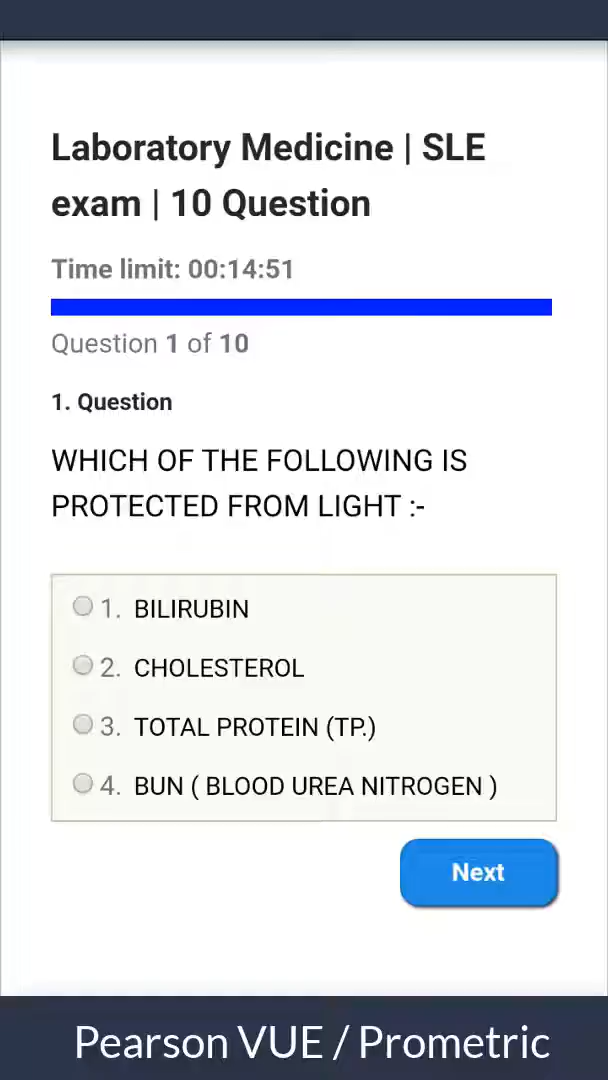 Laboratory Medicine | SLE
exam | 10 Question
Time limit: 00:14:51
Question 1 of 10
1. Question
WHICH OF THE FOLLOWING IS
PROTECTED FROM LIGHT :-
1. BILIRUBIN
2. CHOLESTEROL
3. TOTAL PROTEIN (TP.)
4. BUN ( BLOOD UREA NITROGEN )
Next
Pearson VUE / Prometric